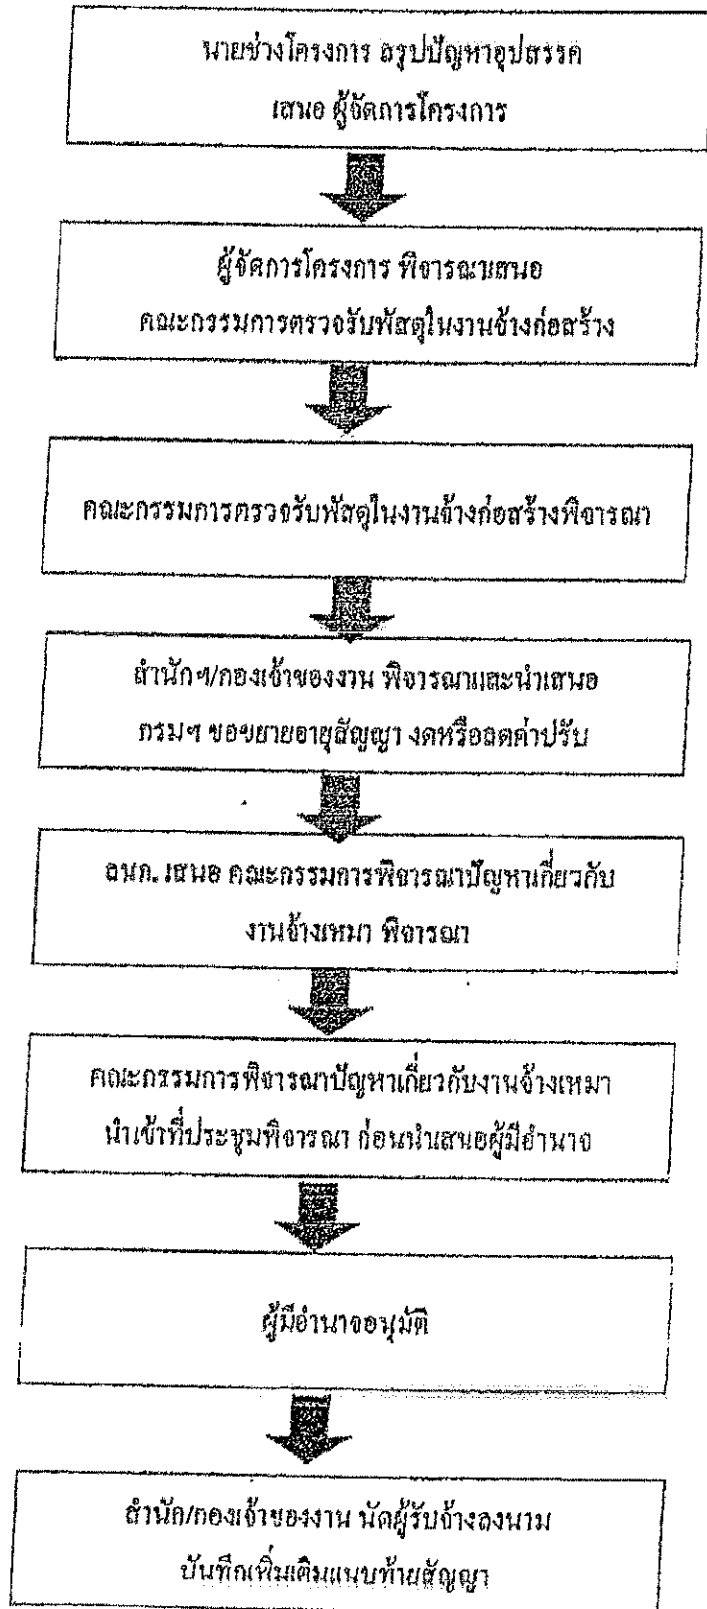 นายช่างโครงการ สรุปปัญหาอุปสรรค
เสนอ ผู้จัดการโครงการ
ผู้จัดการโครงการ พิจารณาเสนอ
คณะกรรมการตรวจรับพัสดุในงานจ้างก่อสร้าง
คณะกรรมการตรวจรับพัสดุในงานจ้างก่อสร้างพิจารณา
สำนักฯ/กองเจ้าของงาน พิจารณาและนำเสนอ
กรมฯ ขอขยายอายุสัญญา งดหรือลดค่าปรับ
เสนอ คณะกรรมการพิจารณาปัญหาเกี่ยวกับ
งานจ้างเหมา พิจารณา
คณะกรรมการพิจารณาปัญหาเกี่ยวกับงานจ้างเหมา
นำเข้าที่ประชุมพิจารณา ก่อนนำเสนอผู้มีอำนาจ
ผู้มีอำนาจอนุมัติ
สำนัก/กองเจ้าของงาน นัดผู้รับจ้างลงนาม
บันทึกเพิ่มเติมแนบท้ายสัญญา